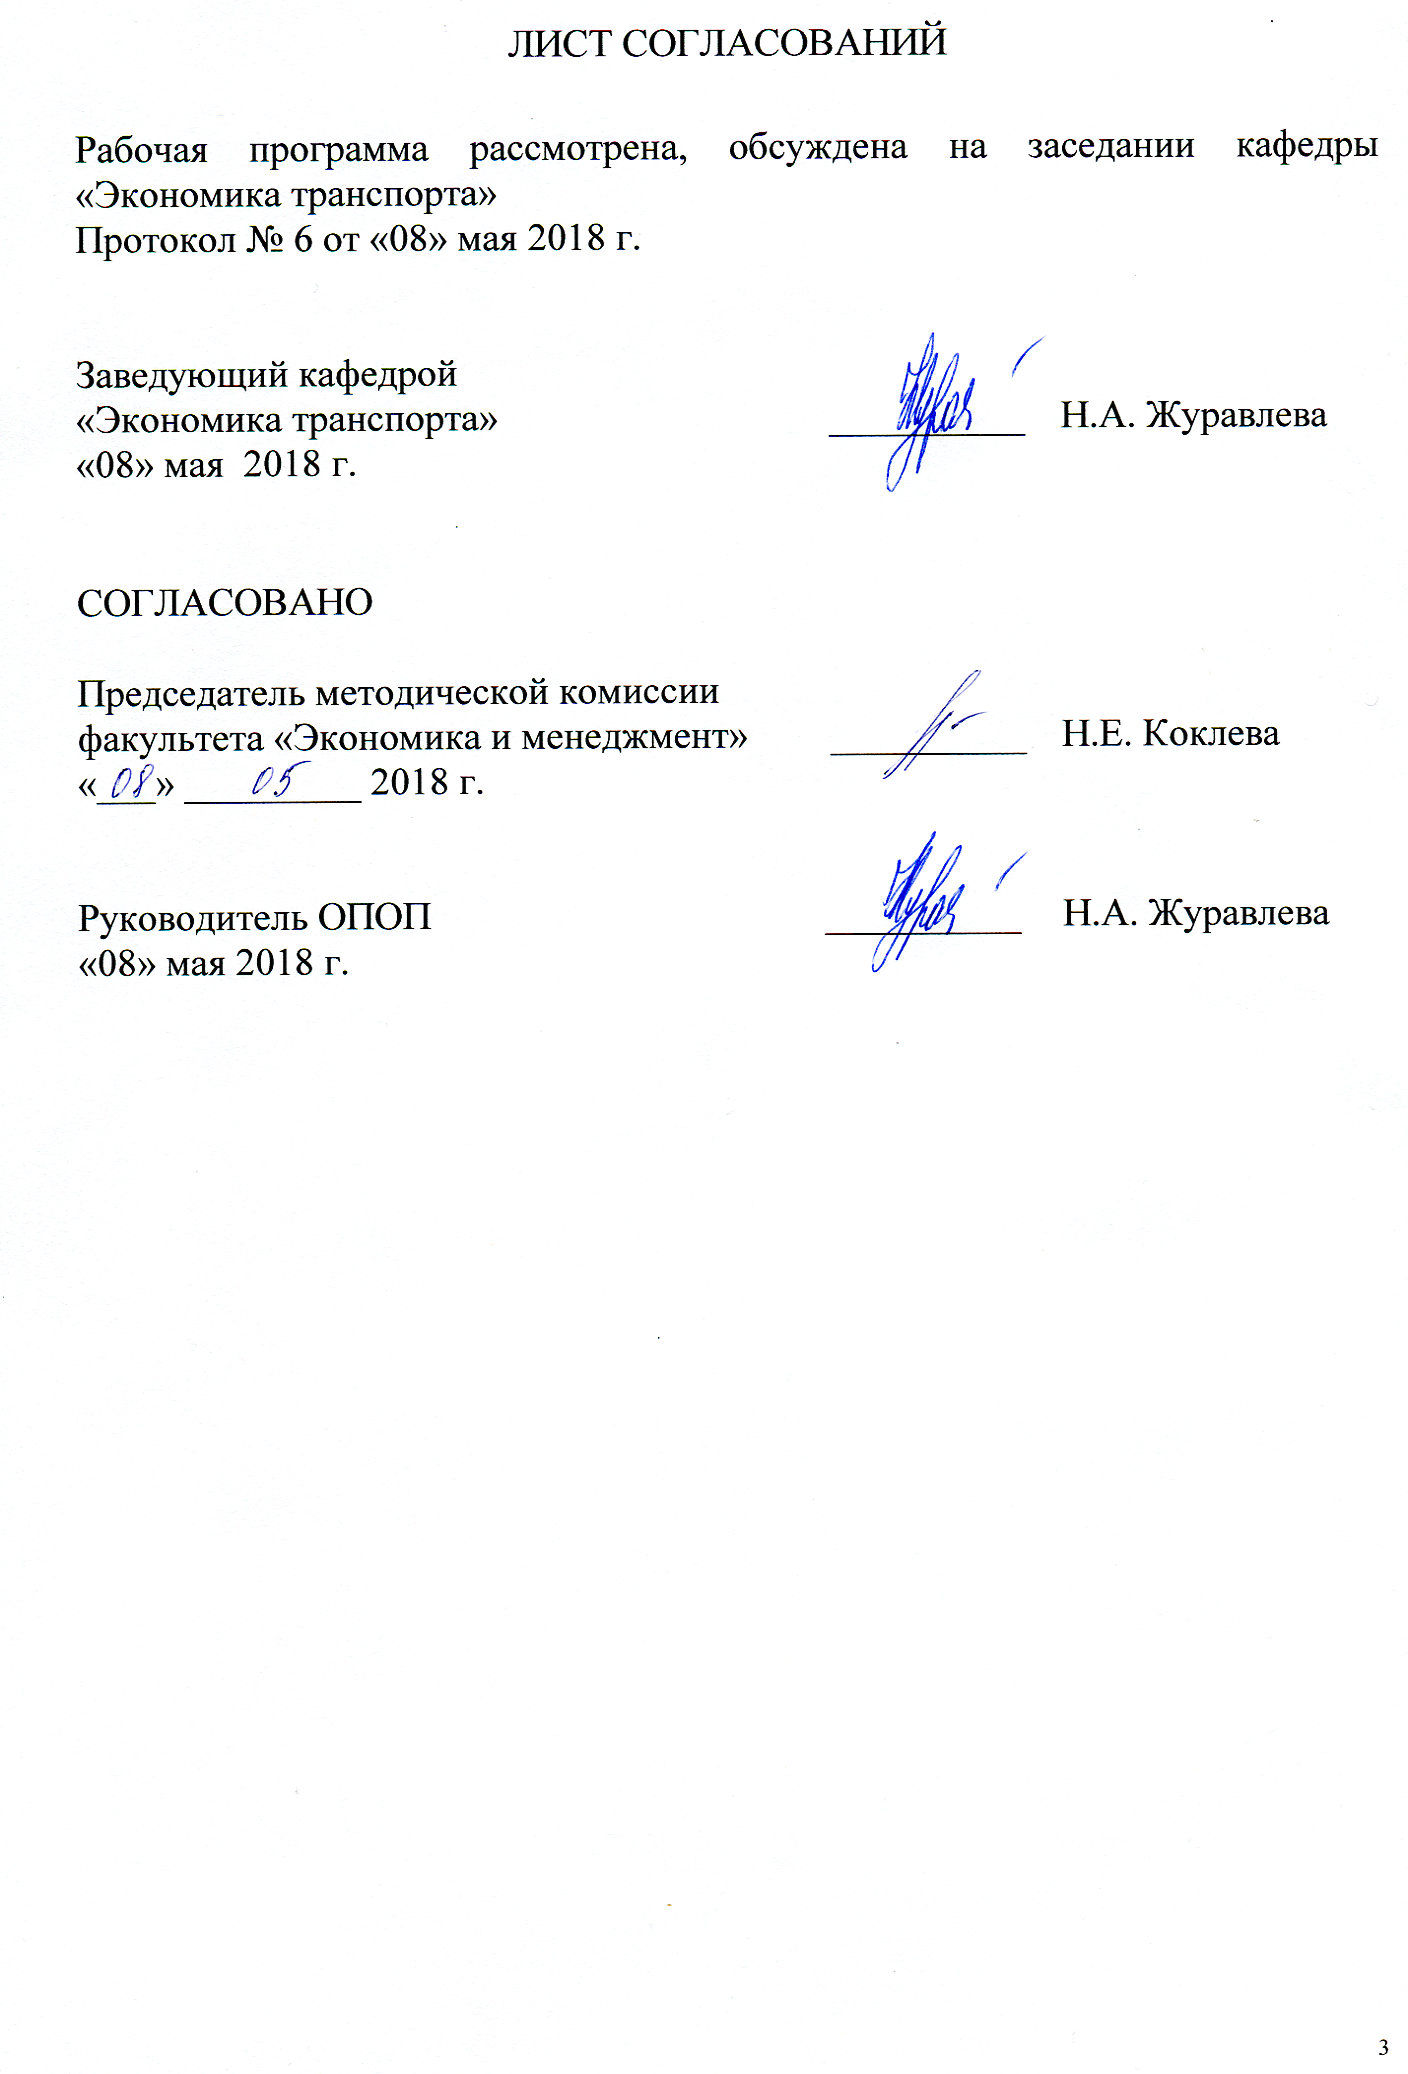 ЛИСТ СОГЛАСОВАНИЙ
Рабочая программа рассмотрена, обсуждена на заседании кафедры
«Экономика транспорта»
Протокол № 6 от «08» мая 2018 г.
Заведующий кафедрой
«Экономика транспорта» Н.А. Журавлева
«08» мая 2018 г.
СОГЛАСОВАНО
Председатель методической комиссии
факультета «Экономика и менеджмент» Н.Е. Коклева
«08» 05 2018 г.
Руководитель ОПОП Н.А. Журавлева
«08» мая 2018 г.
3